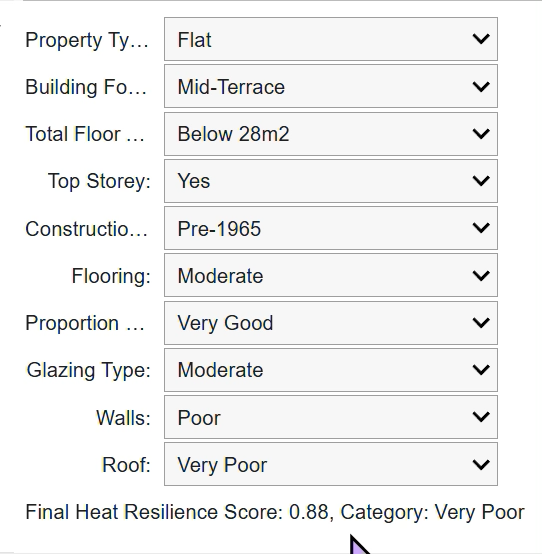 Property Ty... Flat
Building Fo... Mid-Terrace
Total Floor ... Below 28m2
Top Storey: Yes
Constructio... Pre-1965
Flooring: Moderate
Proportion ... Very Good
Glazing Type: Moderate
Walls: Poor
Roof: Very Poor
Final Heat Resilience Score: 0.88, Category: Very Poor